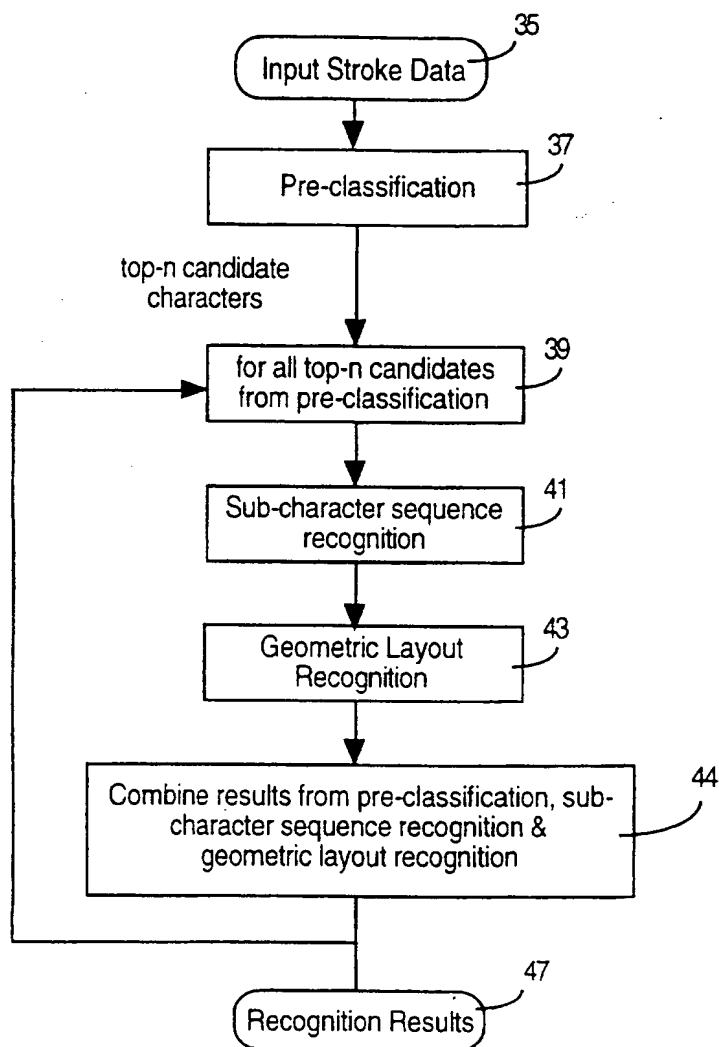 35
Input Stroke Data
37
Pre-classification
top-n candidate
characters
39
for all top-n candidates
from pre-classification
41
Sub-character sequence
recognition
43
Geometric Layout
Recognition
44
Combine results from pre-classification, sub-
character sequence recognition &
geometric layout recognition
47
Recognition Results